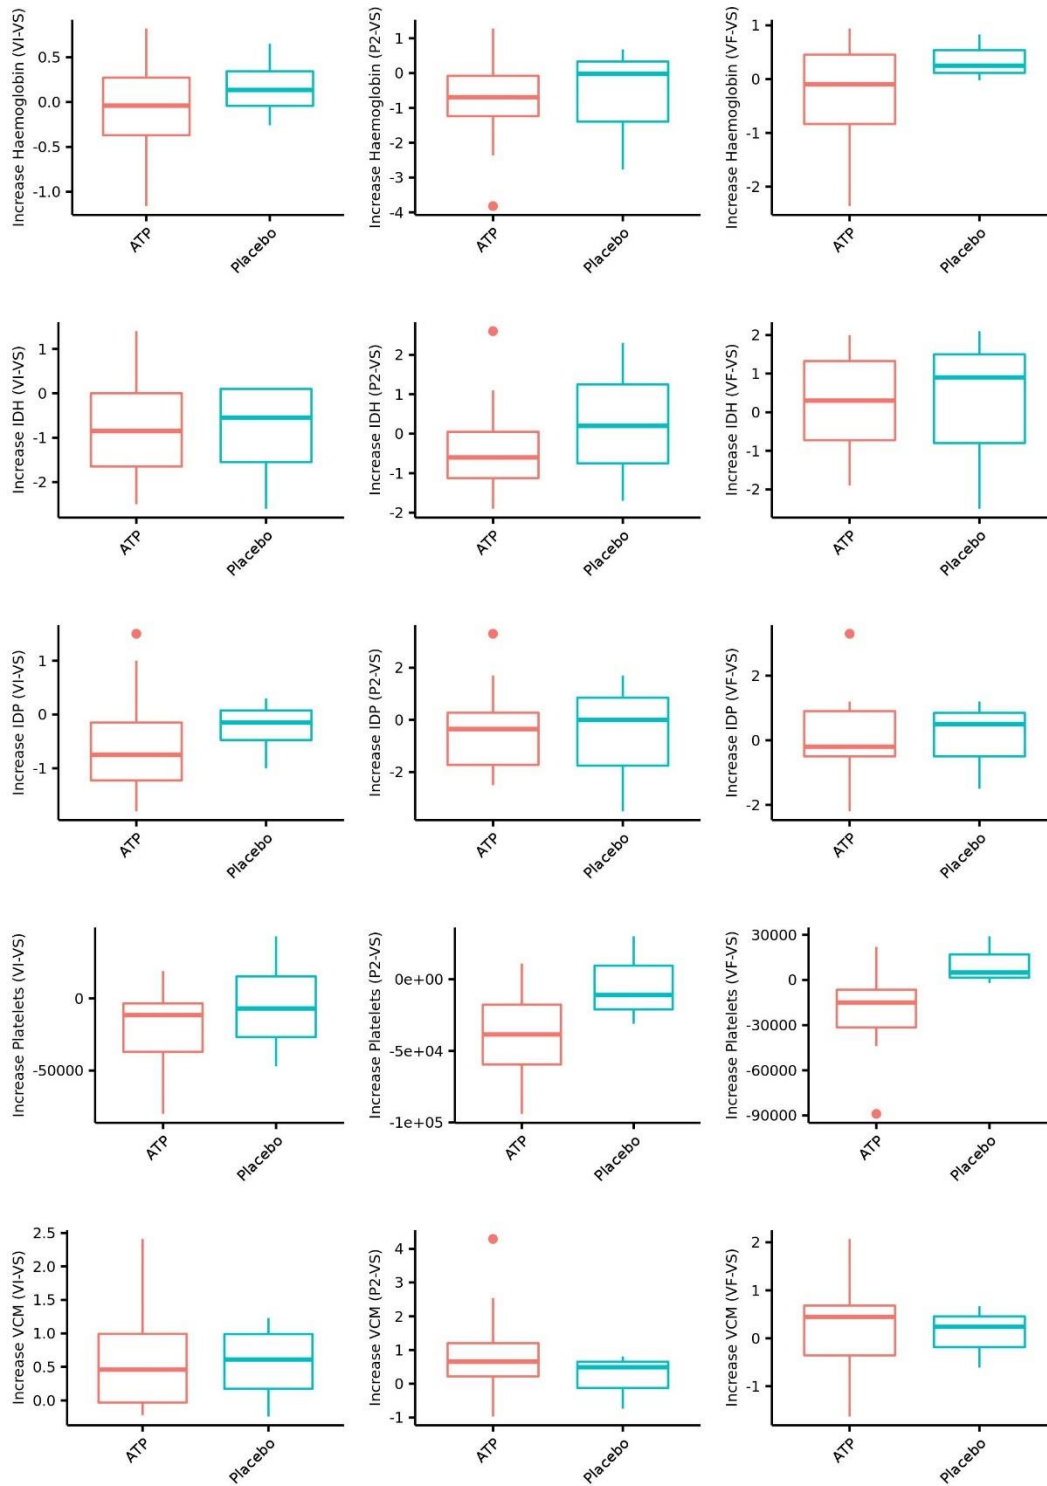 Increase Haemoglobin (VI-VS)
0.5
0.0
-0.5
-1.0
ATP
Placebo
Increase Haemoglobin (P2-VS)
1
0
-1
-2
-3
-4
ATP
Placebo
Increase Haemoglobin (VF-VS)
1
0
-1
-2
ATP
Placebo
Increase IDH (VI-VS)
1
0
-1
-2
ATP
Placebo
Increase IDH (P2-VS)
2
1
0
-1
-2
ATP
Placebo
Increase IDH (VF-VS)
2
1
0
-1
-2
ATP
Placebo
Increase IDP (VI-VS)
1
0
-1
ATP
Placebo
Increase IDP (P2-VS)
2
0
-2
ATP
Placebo
Increase IDP (VF-VS)
2
0
-2
ATP
Placebo
Increase Platelets (VI-VS)
0
-50000
ATP
Placebo
Increase Platelets (P2-VS)
0e+00
-5e+04
-1e+05
ATP
Placebo
Increase Platelets (VF-VS)
30000
0
-30000
-60000
-90000
ATP
Placebo
Increase VCM (VI-VS)
2.5
2.0
1.5
1.0
0.5
0.0
ATP
Placebo
Increase VCM (P2-VS)
4
3
2
1
0
-1
ATP
Placebo
Increase VCM (VF-VS)
2
1
0
-1
ATP
Placebo